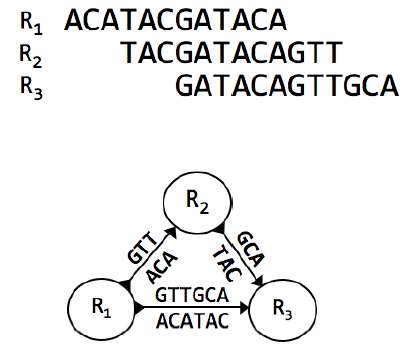 R1 ACATACGATACA
R2 TACGATACAGTT
R3 GATACAGTTGCA
R2
GTT
ACA
GCA
TAC
R1
GTTGCA
ACATAC
R3